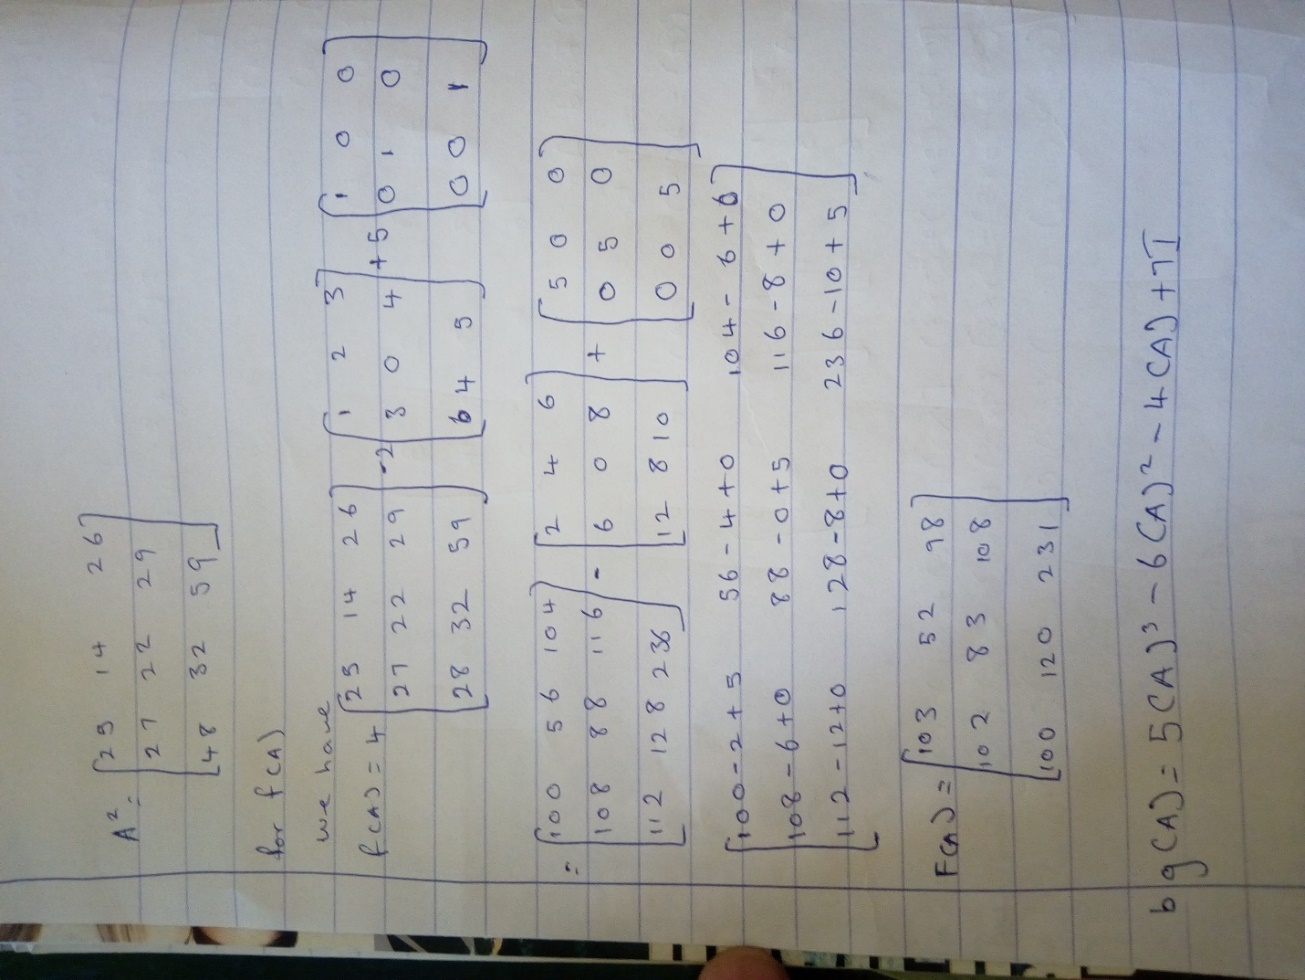 A² = [25 14 26
27 22 29
48 32 59]
for f(A)
we have
f(A) = 4 [25 14 26 -2 [1 2 3 +5 [1 0 0
27 22 29 3 0 4 0 1 0
28 32 59] 6 4 5] 0 0 1]
= [100 56 104 - [2 4 6 + [5 0 0
108 88 116 6 0 8 0 5 0
112 128 236] 12 8 10] 0 0 5]
[100-2+5 56-4+0 104-6+0
108-6+0 88-0+5 116-8+0
112-12+0 128-8+0 236-10+5]
F(A) = [103 52 98
102 83 108
100 120 231]
b g(A) = 5(A)³ - 6(A)² - 4(A) + 7I